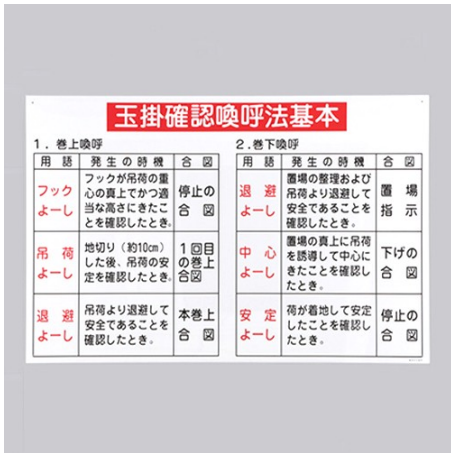 玉掛確認喚呼法基本
1. 巻上喚呼
用語 発生の時機 合図
フック
よーし
フックが吊荷の重
心の真上でかつ適
当な高さにきたこ
とを確認したとき。
停止の
合図
吊荷
よーし
地切り（約10cm）
した後、吊荷の安
定を確認したとき。
1回目
の巻上
合図
退避
よーし
吊荷より退避して
安全であることを
確認したとき。
本巻上
合図
2. 巻下喚呼
用語 発生の時機 合図
退避
よーし
置場の整理および
吊荷より退避して
安全であることを
確認したとき。
置場
指示
中心
よーし
置場の真上に吊荷
を誘導して中心に
きたことを確認し
たとき。
下げの
合図
安定
よーし
荷が着地して安定
したことを確認し
たとき。
停止の
合図